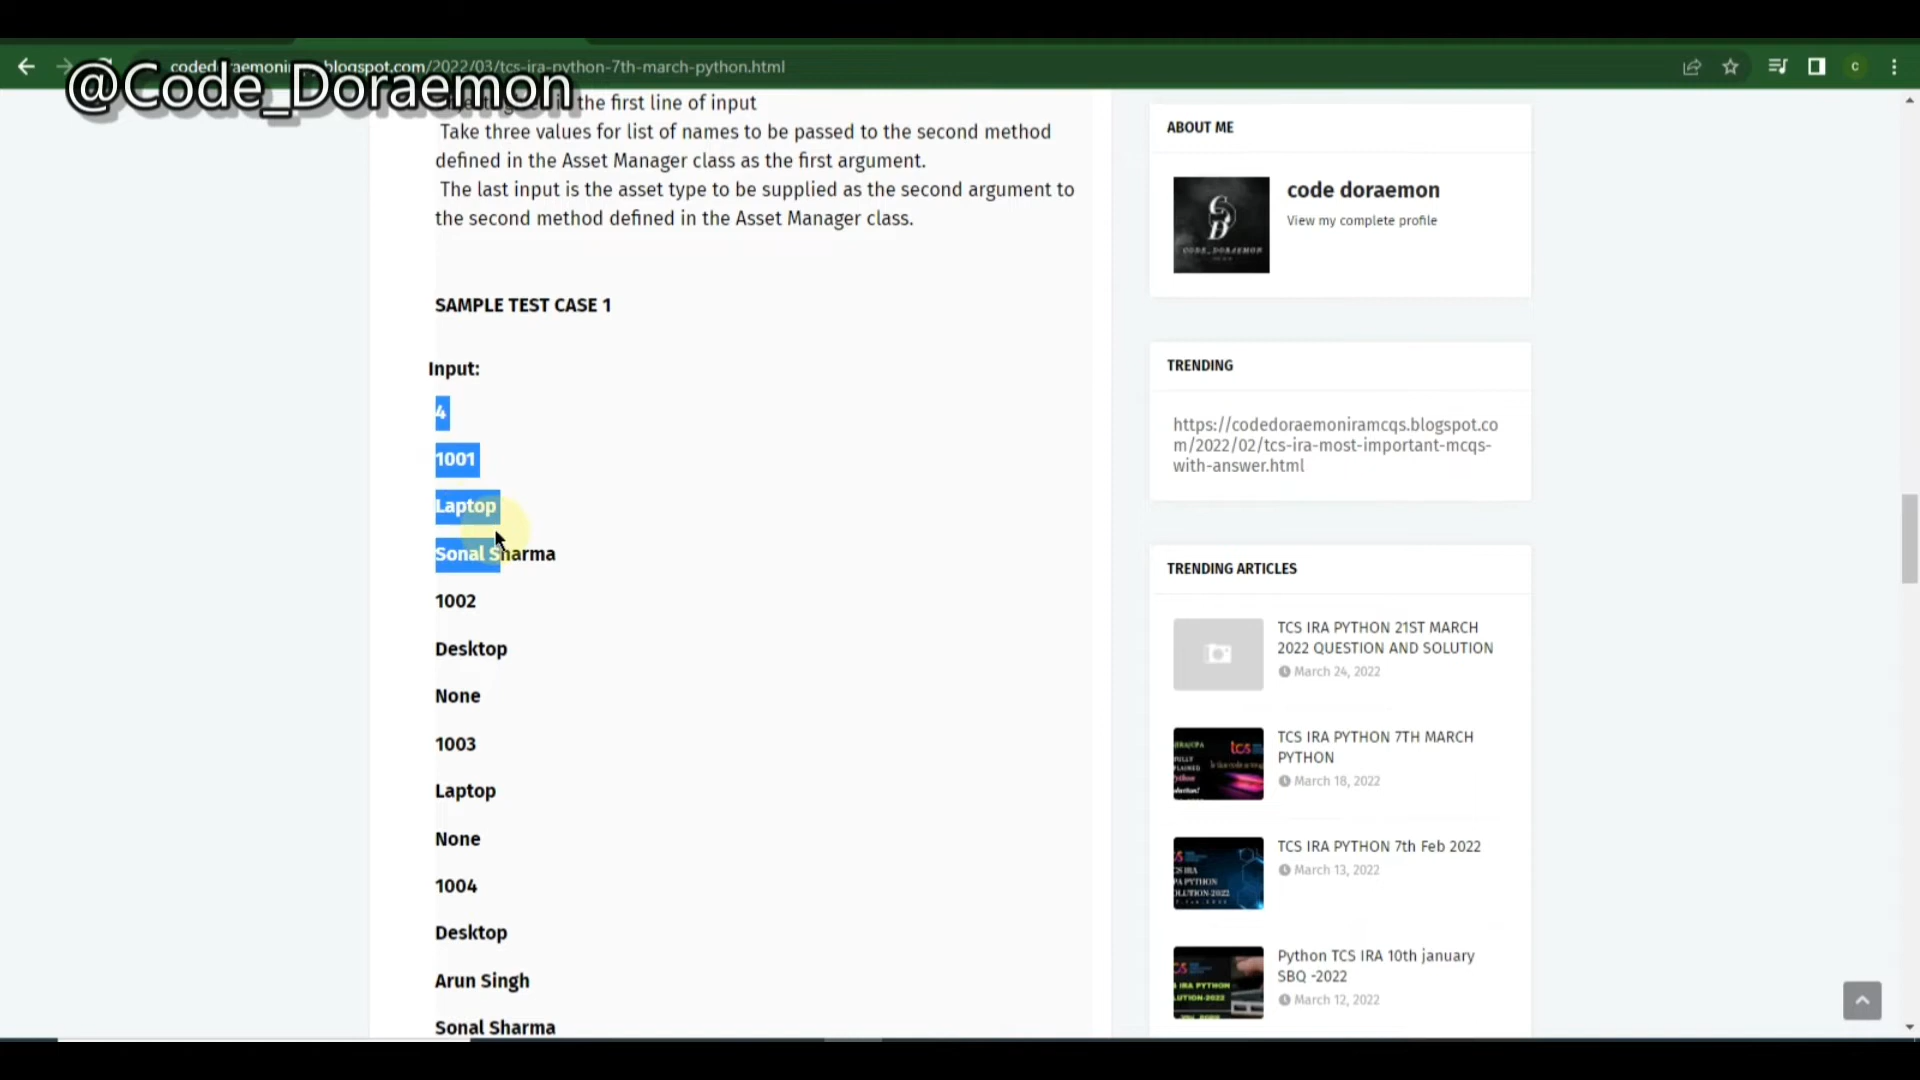 @Code_Doraemon
blogspot.com/2022/03/tcs-ira-python-7th-march-python.html
the first line of input
Take three values for list of names to be passed to the second method
defined in the Asset Manager class as the first argument.
The last input is the asset type to be supplied as the second argument to
the second method defined in the Asset Manager class.
SAMPLE TEST CASE 1
Input:
4
1001
Laptop
Sonal Sharma
1002
Desktop
None
1003
Laptop
None
1004
Desktop
Arun Singh
Sonal Sharma
ABOUT ME
code doraemon
View my complete profile
TRENDING
https://codedoraemoniramcqs.blogspot.co
m/2022/02/tcs-ira-most-important-mcqs-
with-answer.html
TRENDING ARTICLES
TCS IRA PYTHON 21ST MARCH
2022 QUESTION AND SOLUTION
March 24, 2022
TCS IRA PYTHON 7TH MARCH
PYTHON
March 18, 2022
TCS IRA PYTHON 7th Feb 2022
March 13, 2022
Python TCS IRA 10th january
SBQ -2022
March 12, 2022